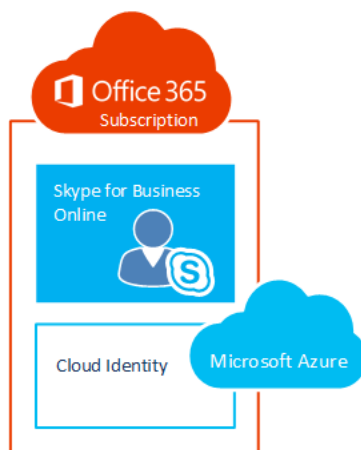 Office 365
Subscription
Skype for Business
Online
S
Cloud Identity
Microsoft Azure